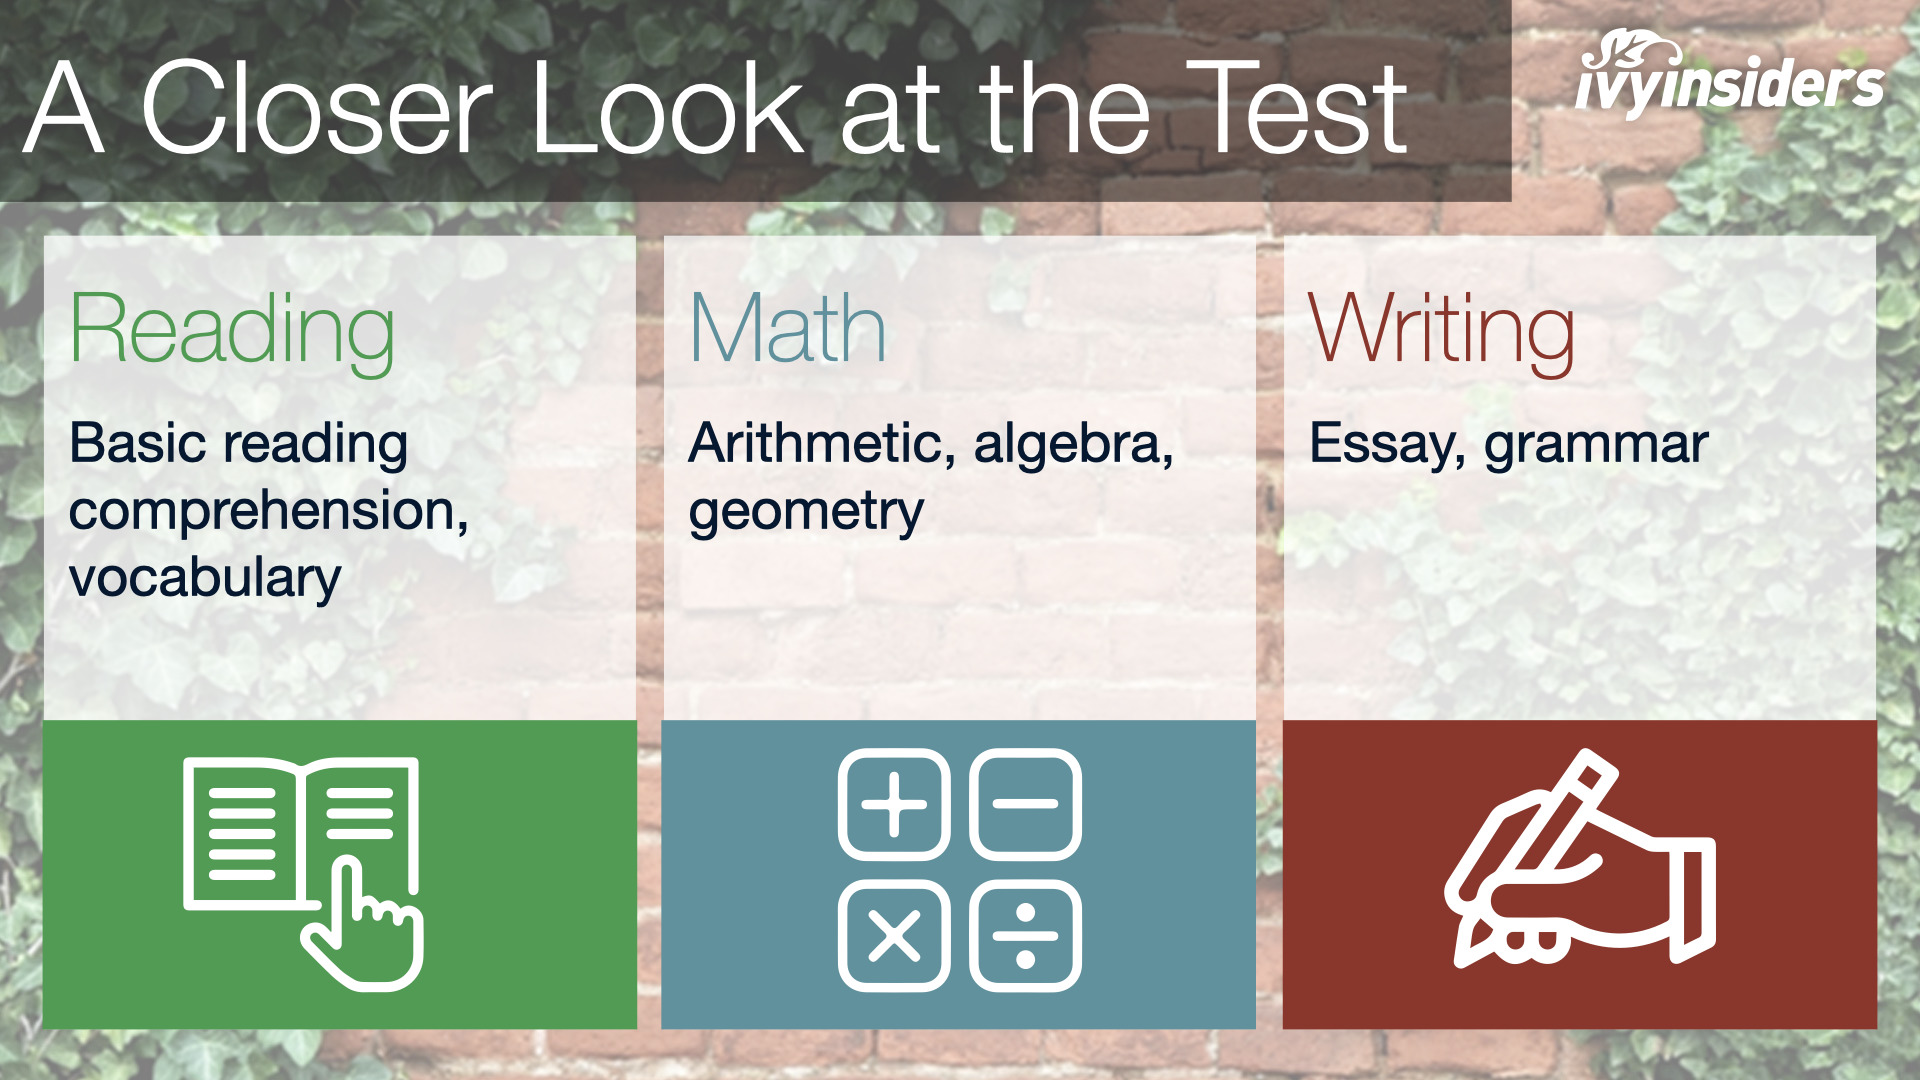 A Closer Look at the Test
ivyinsiders
Reading
Basic reading
comprehension,
vocabulary
Math
Arithmetic, algebra,
geometry
Writing
Essay, grammar